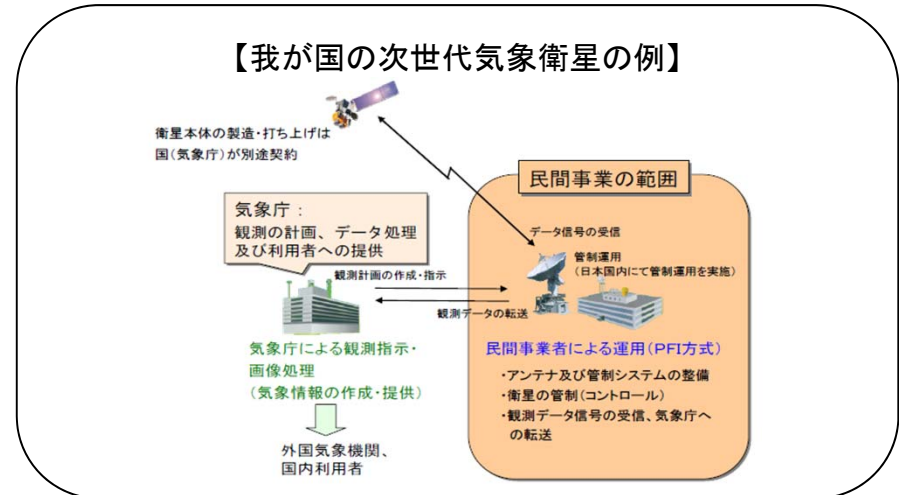 【我が国の次世代気象衛星の例】
衛星本体の製造・打ち上げは
国(気象庁)が別途契約
民間事業の範囲
気象庁：
観測の計画、データ処理
及び利用者への提供
データ信号の受信
管制運用
(日本国内にて管制運用を実施)
観測計画の作成・指示
観測データの転送
気象庁による観測指示・
画像処理
(気象情報の作成・提供)
民間事業者による運用(PFI方式)
・アンテナ及び管制システムの整備
・衛星の管制(コントロール)
・観測データ信号の受信、気象庁へ
の転送
外国気象機関、
国内利用者